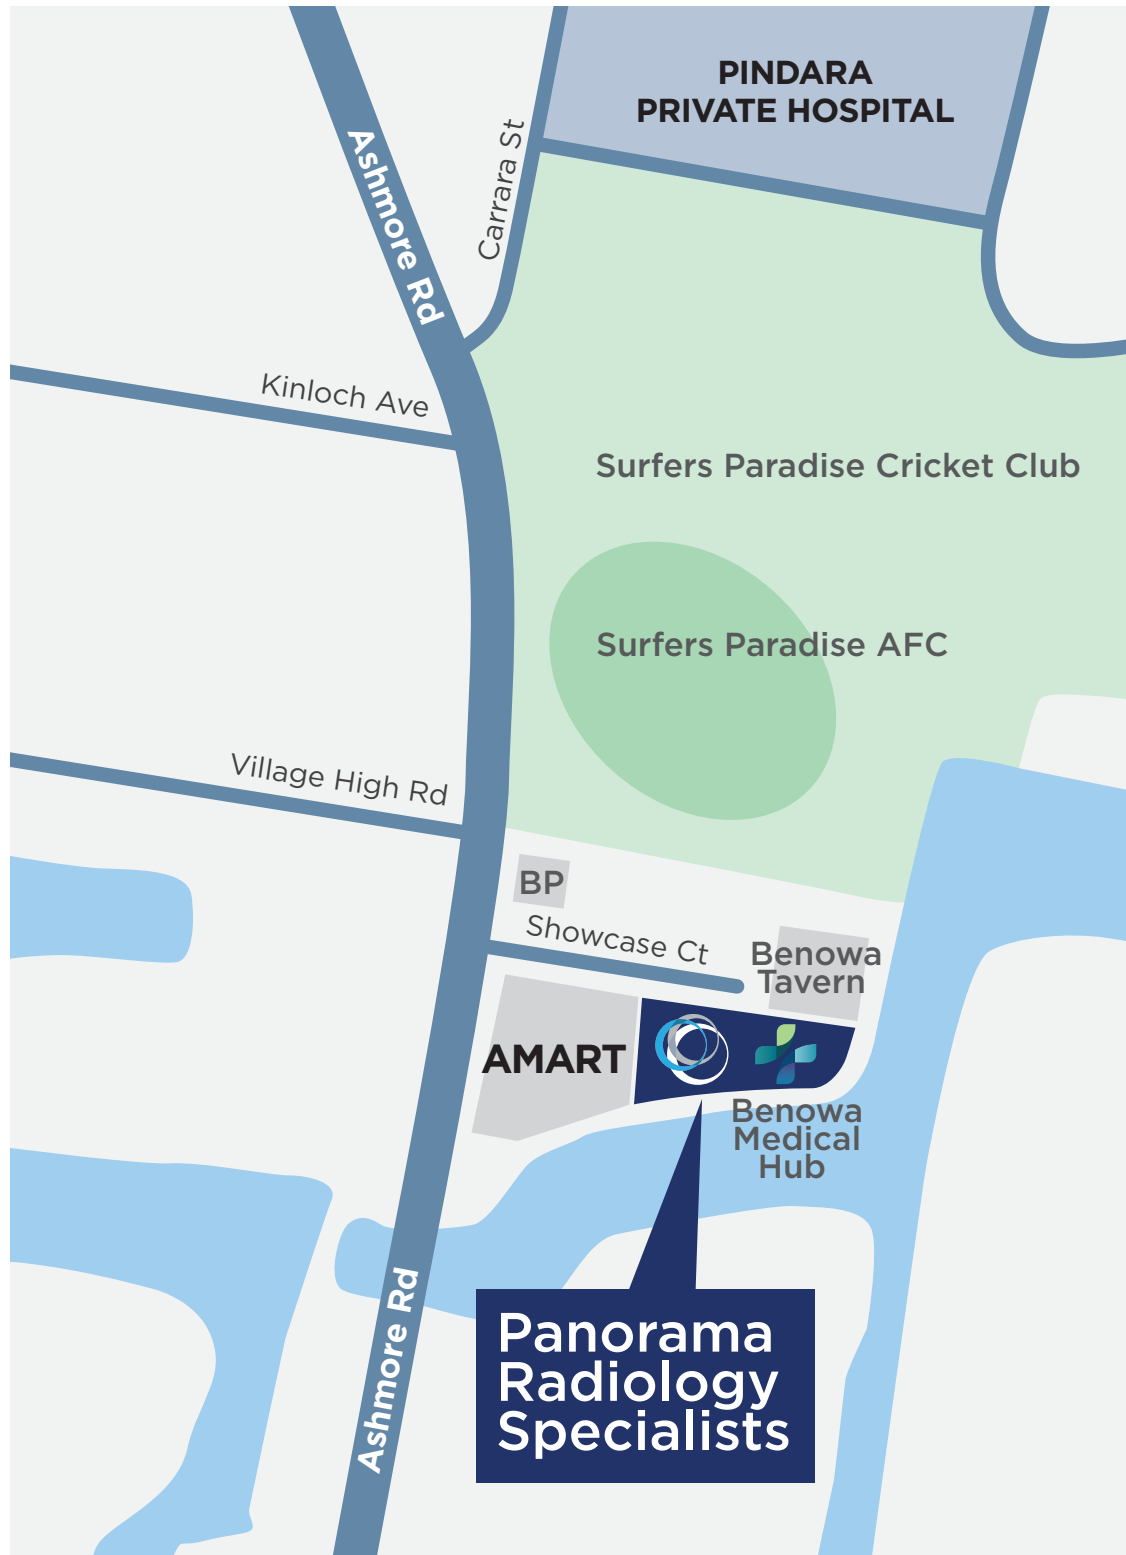 PINDARA
PRIVATE HOSPITAL
Ashmore Rd
Carrara St
Kinloch Ave
Surfers Paradise Cricket Club
Surfers Paradise AFC
Village High Rd
BP
Showcase Ct
Benowa
Tavern
AMART
Benowa
Medical
Hub
Ashmore Rd
Panorama
Radiology
Specialists